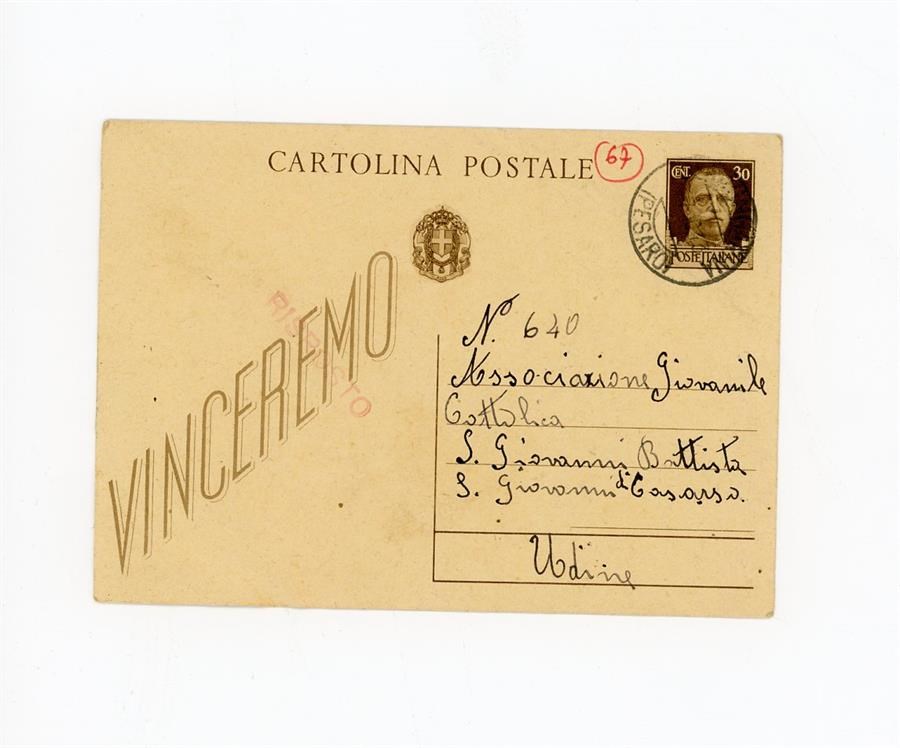 CARTOLINA POSTALE
67
CENT. 30
POSTE ITALIANE
(PESARO)
VINCEREMO
RISPOSTO
N.º 640
Associazione Giovanile
Cattolica
S. Giovanni Battista
S. Giovanni di Casarsa.
Udine